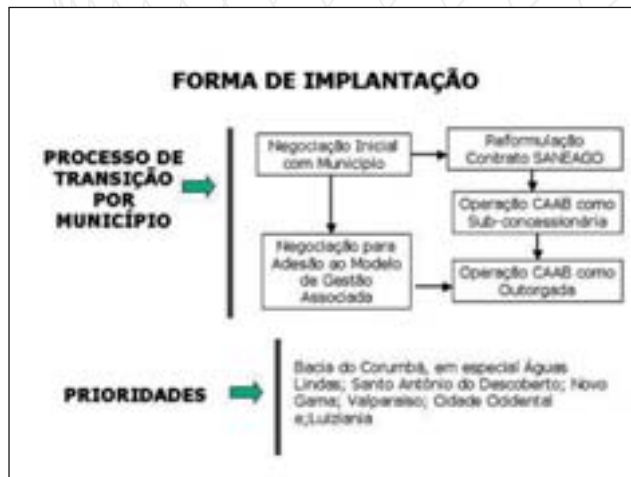 FORMA DE IMPLANTAÇÃO
PROCESSO DE
TRANSIÇÃO
POR
MUNICÍPIO
Negociação Inicial
com Município
Reformulação
Contrato SANEAGO
Operação CAAB como
Sub-concessionária
Negociação para
Adesão ao Modelo
de Gestão
Associada
Operação CAAB como
Outorgada
PRIORIDADES
Bacia do Corumbá, em especial Águas
Lindas; Santo Antônio do Descoberto; Novo
Gama; Valparaiso; Cidade Ocidental
e;Luiziania